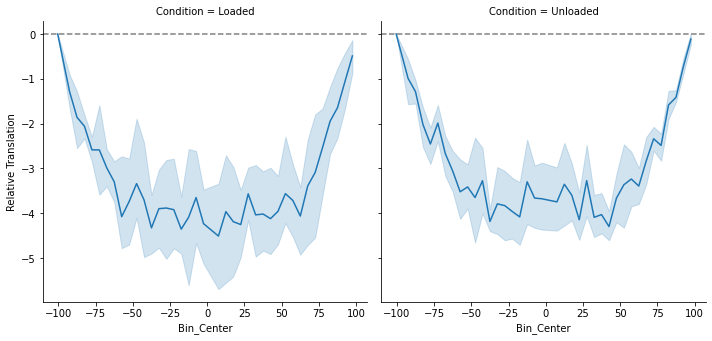 Condition = Loaded
Condition = Unloaded
Relative Translation
0
−1
−2
−3
−4
−5
−100 −75 −50 −25 0 25 50 75 100
−100 −75 −50 −25 0 25 50 75 100
Bin_Center
Bin_Center